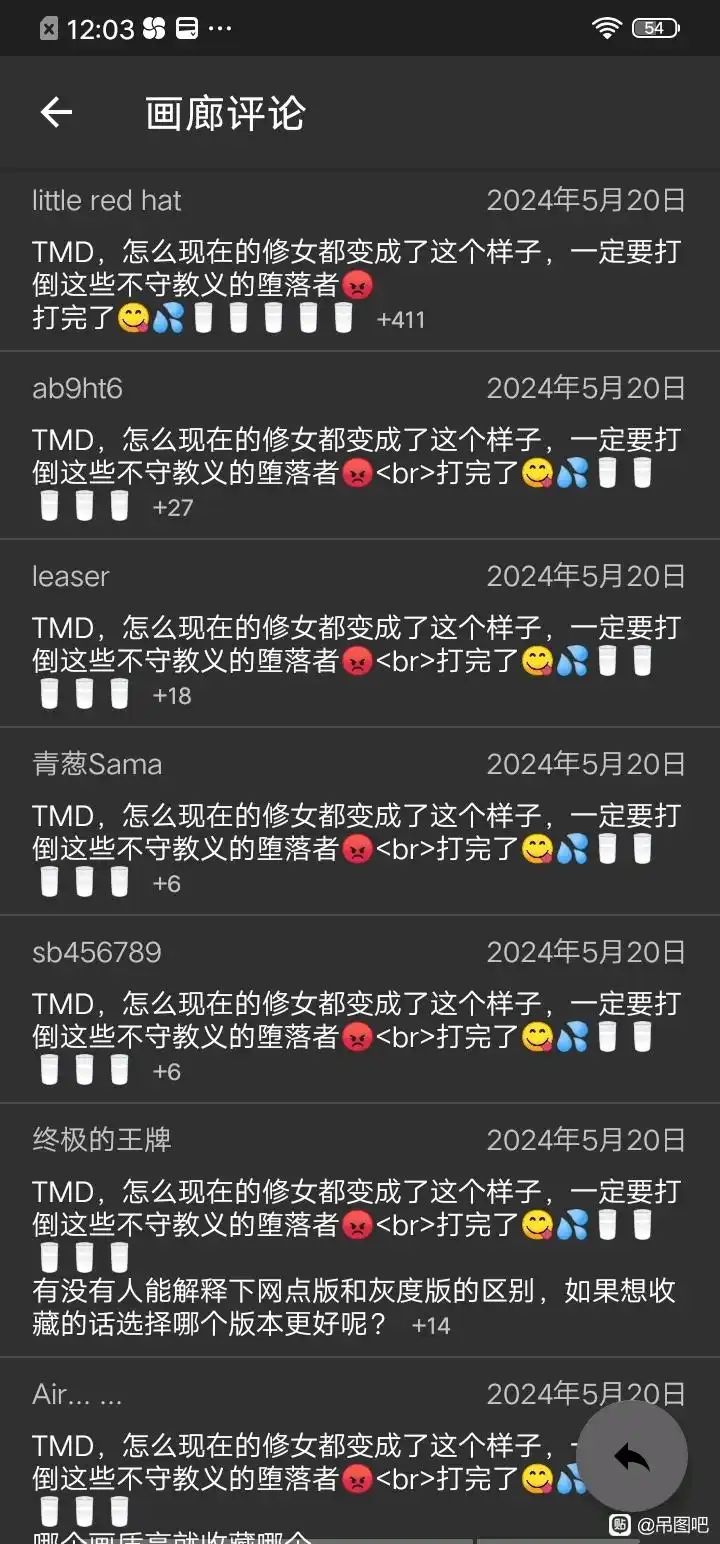 12:03
54
画廊评论
little red hat 2024年5月20日
TMD，怎么现在的修女都变成了这个样子，一定要打
倒这些不守教义的堕落者😡
打完了😋💦🥛🥛🥛🥛🥛 +411
ab9ht6 2024年5月20日
TMD，怎么现在的修女都变成了这个样子，一定要打
倒这些不守教义的堕落者😡<br>打完了😋💦🥛🥛
🥛🥛🥛 +27
leaser 2024年5月20日
TMD，怎么现在的修女都变成了这个样子，一定要打
倒这些不守教义的堕落者😡<br>打完了😋💦🥛🥛
🥛🥛🥛 +18
青葱Sama 2024年5月20日
TMD，怎么现在的修女都变成了这个样子，一定要打
倒这些不守教义的堕落者😡<br>打完了😋💦🥛🥛
🥛🥛🥛 +6
sb456789 2024年5月20日
TMD，怎么现在的修女都变成了这个样子，一定要打
倒这些不守教义的堕落者😡<br>打完了😋💦🥛🥛
🥛🥛🥛 +6
终极的王牌 2024年5月20日
TMD，怎么现在的修女都变成了这个样子，一定要打
倒这些不守教义的堕落者😡<br>打完了😋💦🥛🥛
🥛🥛🥛
有没有人能解释下网点版和灰度版的区别，如果想收
藏的话选择哪个版本更好呢？ +14
Air... ... 2024年5月20日
TMD，怎么现在的修女都变成了这个样子，
倒这些不守教义的堕落者😡<br>打完了😋💦
🥛🥛🥛
哪个画质高就收藏哪个
贴 @吊图吧